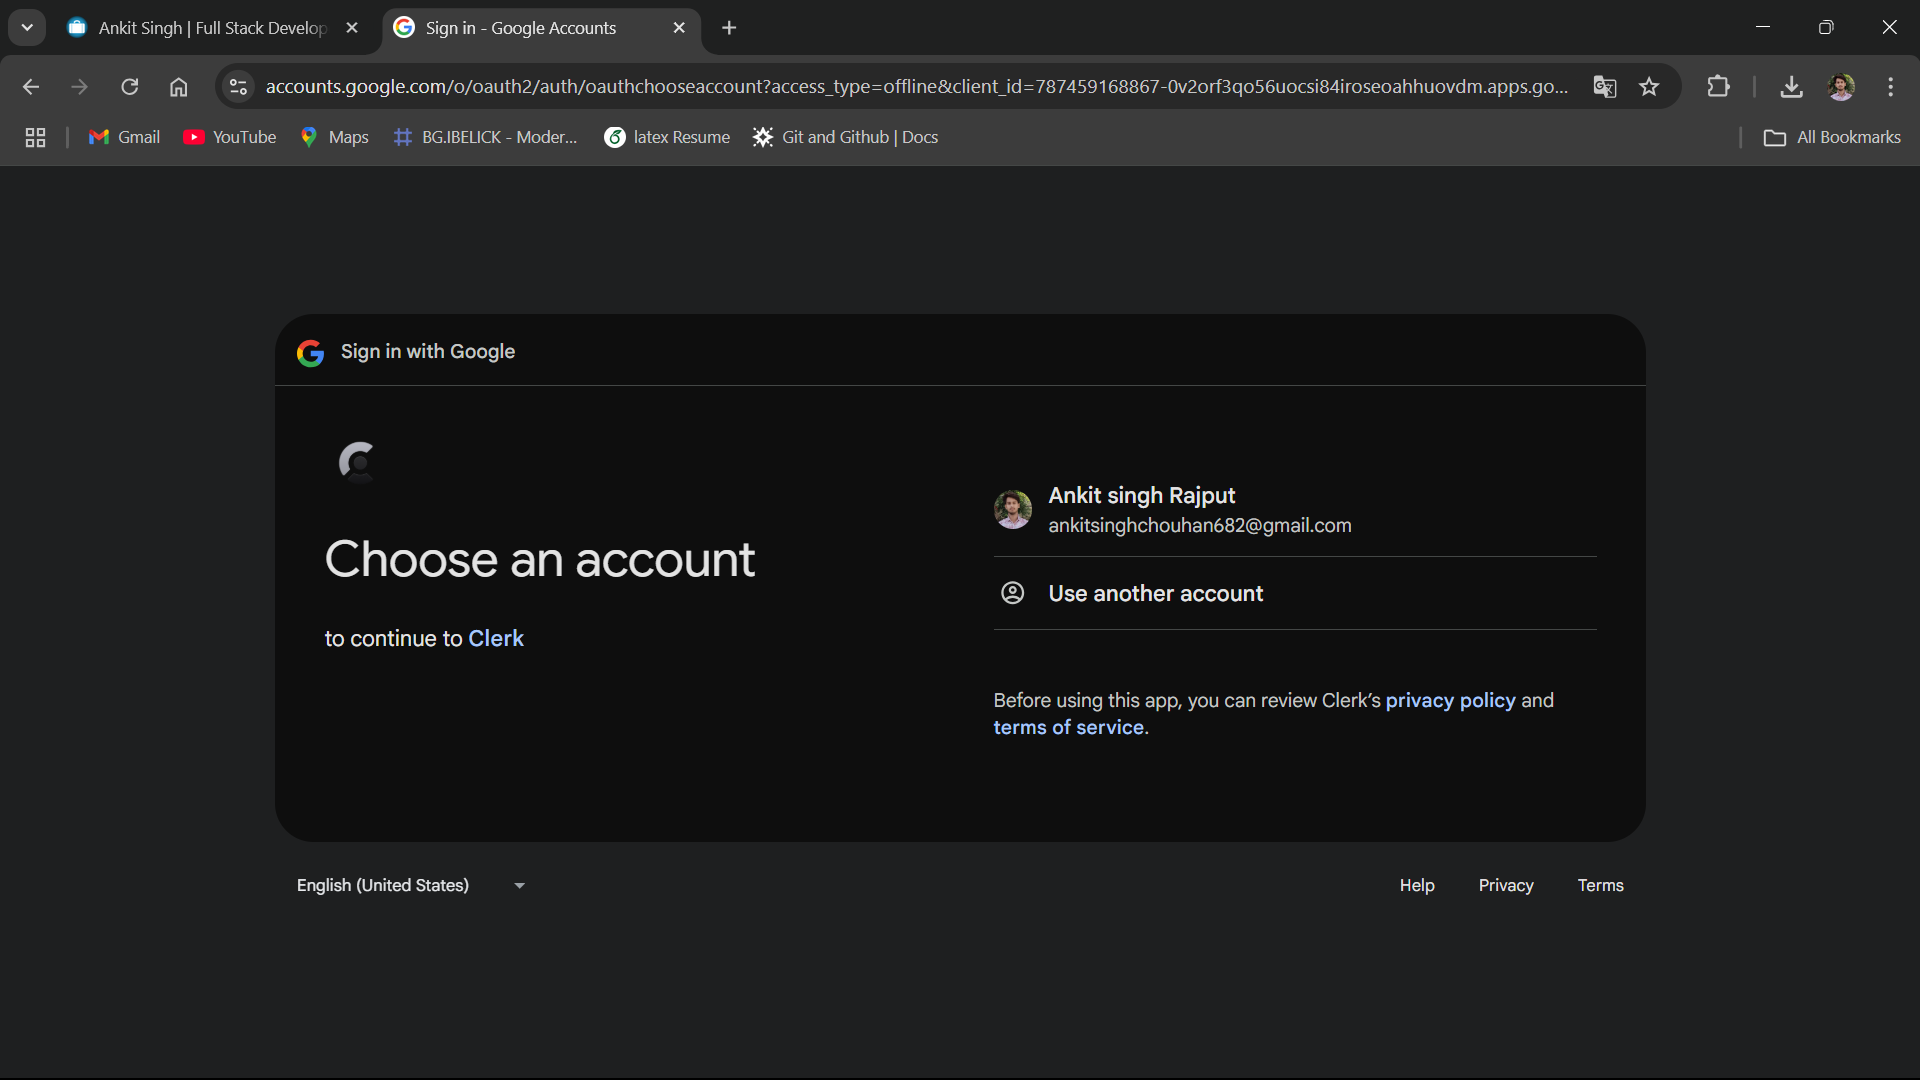 Ankit Singh | Full Stack Develop
Sign in - Google Accounts
accounts.google.com/o/oauth2/auth/oauthchooseaccount?access_type=offline&client_id=787459168867-0v2orf3qo56uocsi84iroseoahhuovdm.apps.go...
Gmail
YouTube
Maps
BG.IBELICK - Moder...
latex Resume
Git and Github | Docs
All Bookmarks
Sign in with Google
Choose an account
to continue to Clerk
Ankit singh Rajput
ankitsinghchouhan682@gmail.com
Use another account
Before using this app, you can review Clerk’s privacy policy and
terms of service.
English (United States)
Help
Privacy
Terms